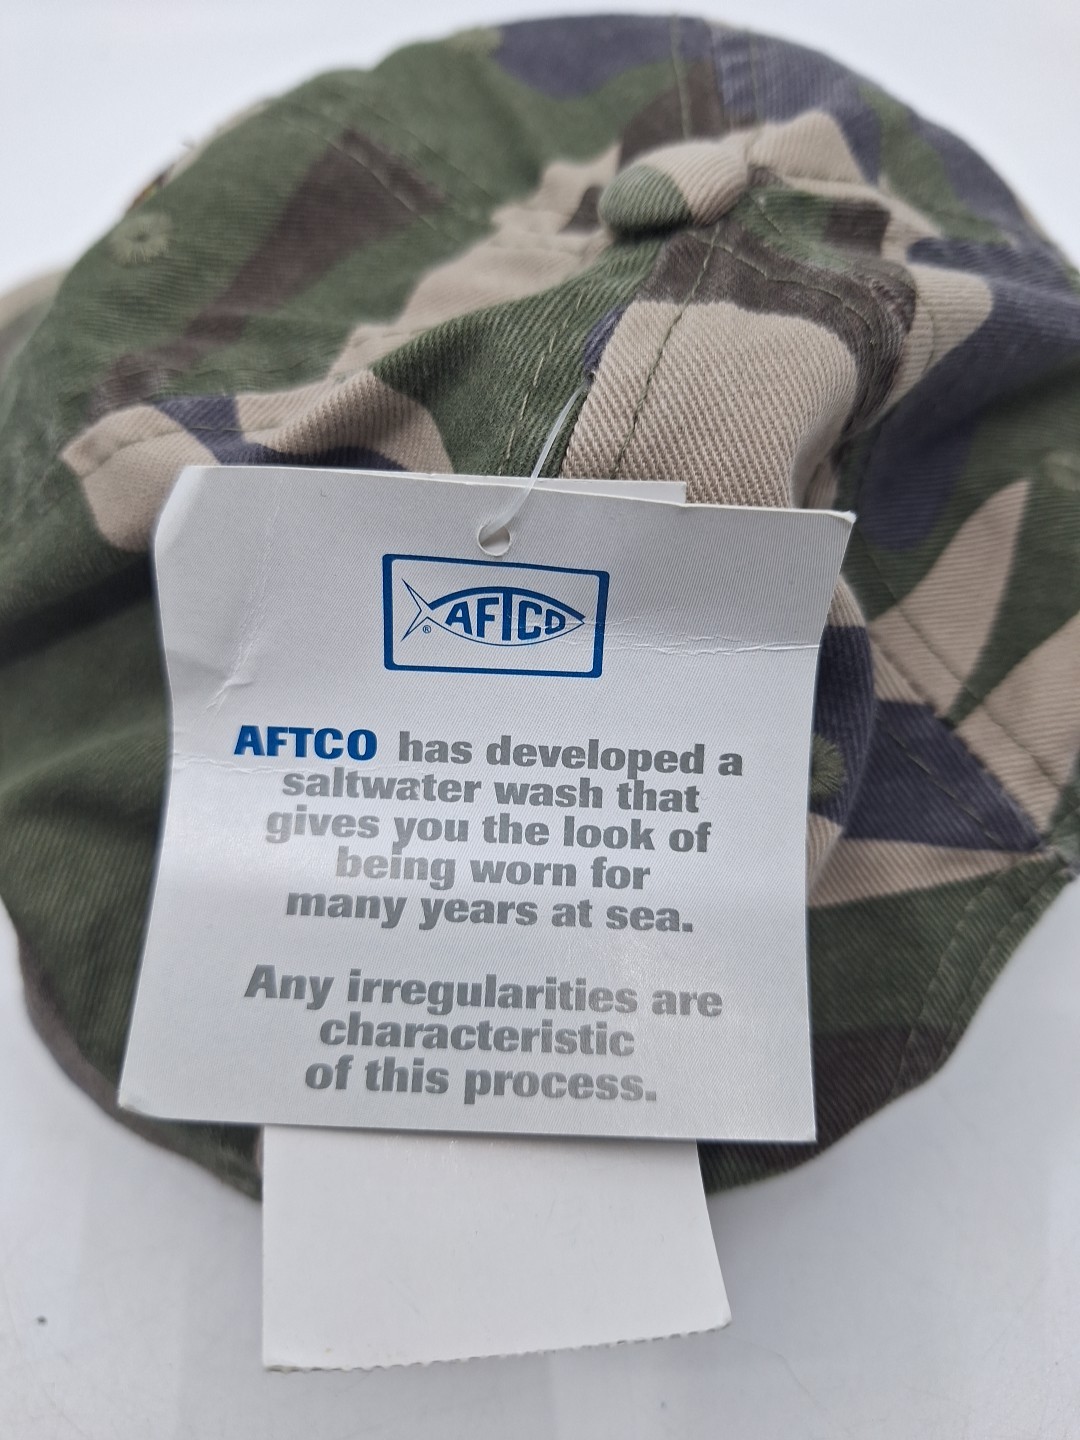 AFTCO
®
AFTCO has developed a
saltwater wash that
gives you the look of
being worn for
many years at sea.
Any irregularities are
characteristic
of this process.